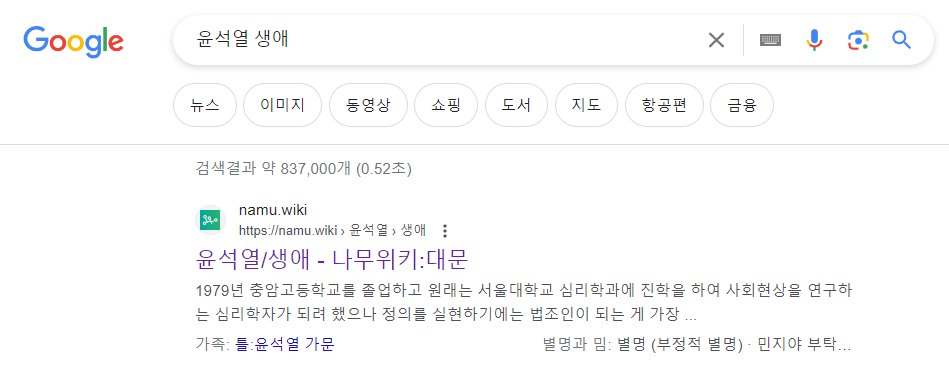 Google 윤석열 생애
뉴스 이미지 동영상 쇼핑 도서 지도 항공편 금융
검색결과 약 837,000개 (0.52초)
namu.wiki
https://namu.wiki › 윤석열 › 생애
윤석열/생애 - 나무위키:대문
1979년 충암고등학교를 졸업하고 원래는 서울대학교 심리학과에 진학을 하여 사회현상을 연구하
는 심리학자가 되려 했으나 정의를 실현하기에는 법조인이 되는 게 가장 ...
가족: 틀:윤석열 가문 별명과 밈: 별명 (부정적 별명) · 민지야 부탁...